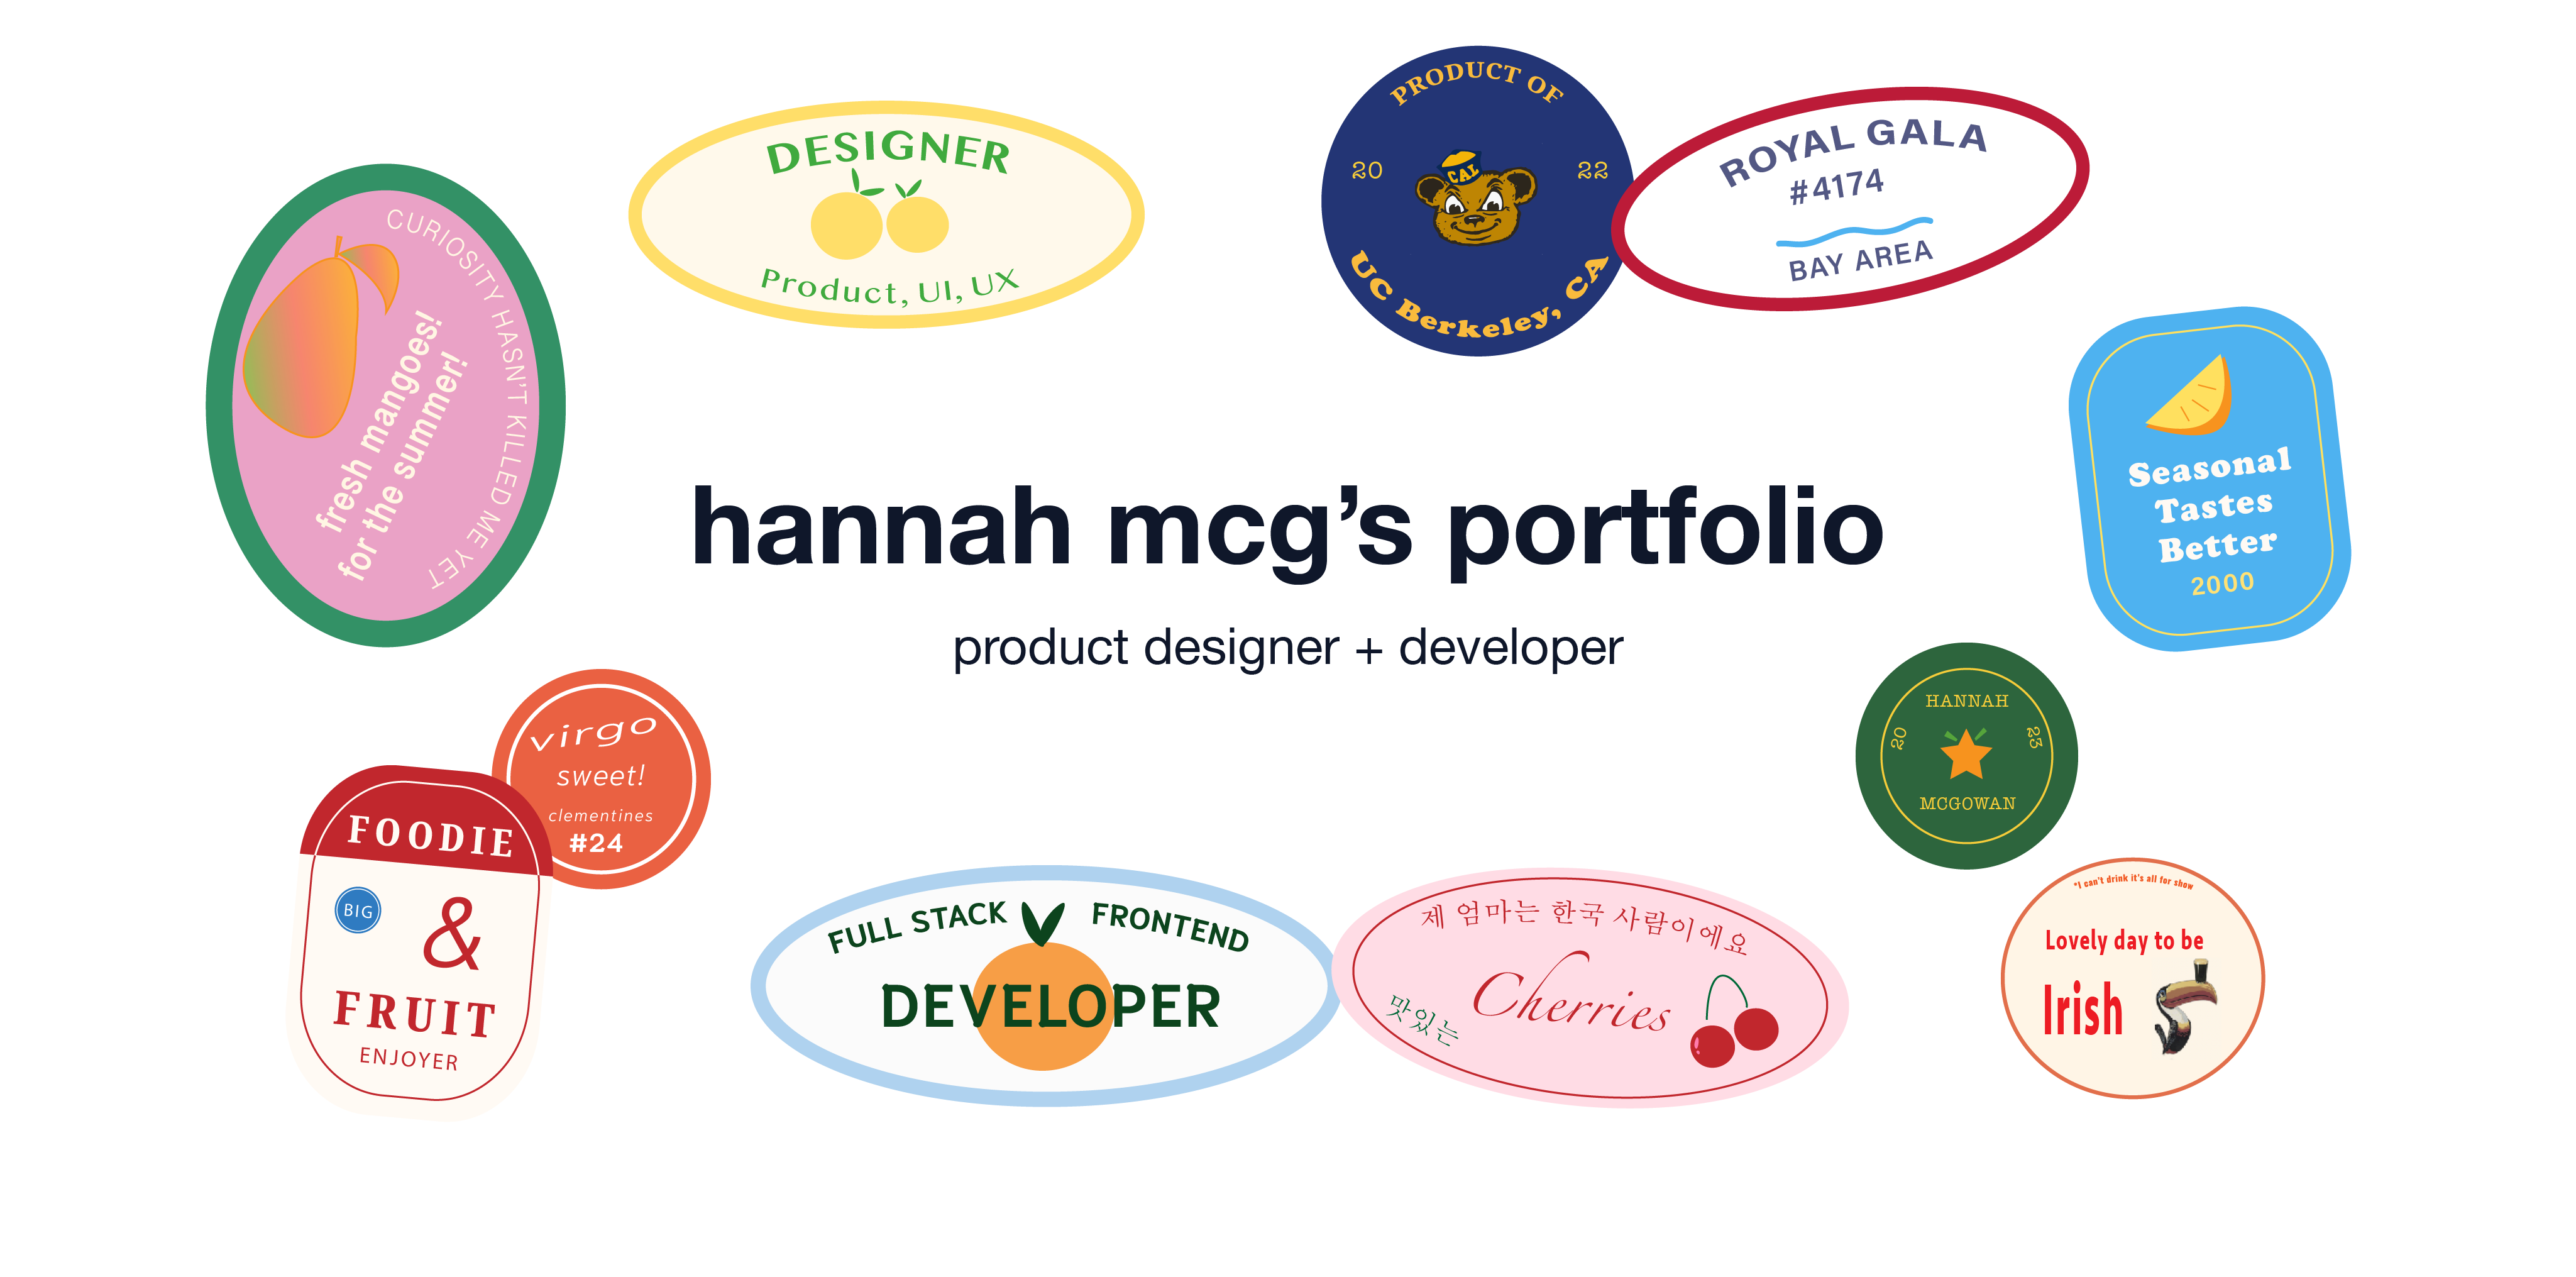 DESIGNER
Product, UI, UX
PRODUCT OF
20 22
CAL
UC Berkeley, CA
ROYAL GALA
#4174
BAY AREA
CURIOSITY HASN'T KILLED ME YET
fresh mangoes!
for the summer!
Seasonal
Tastes
Better
2000
hannah mcg’s portfolio
product designer + developer
virgo
sweet!
clementines
#24
HANNAH
20 23
MCGOWAN
FOODIE
BIG
&
FRUIT
ENJOYER
FULL STACK FRONTEND
DEVELOPER
제 엄마는 한국 사람이에요
Cherries
맛있는
*I can't drink it's all for show
Lovely day to be
Irish